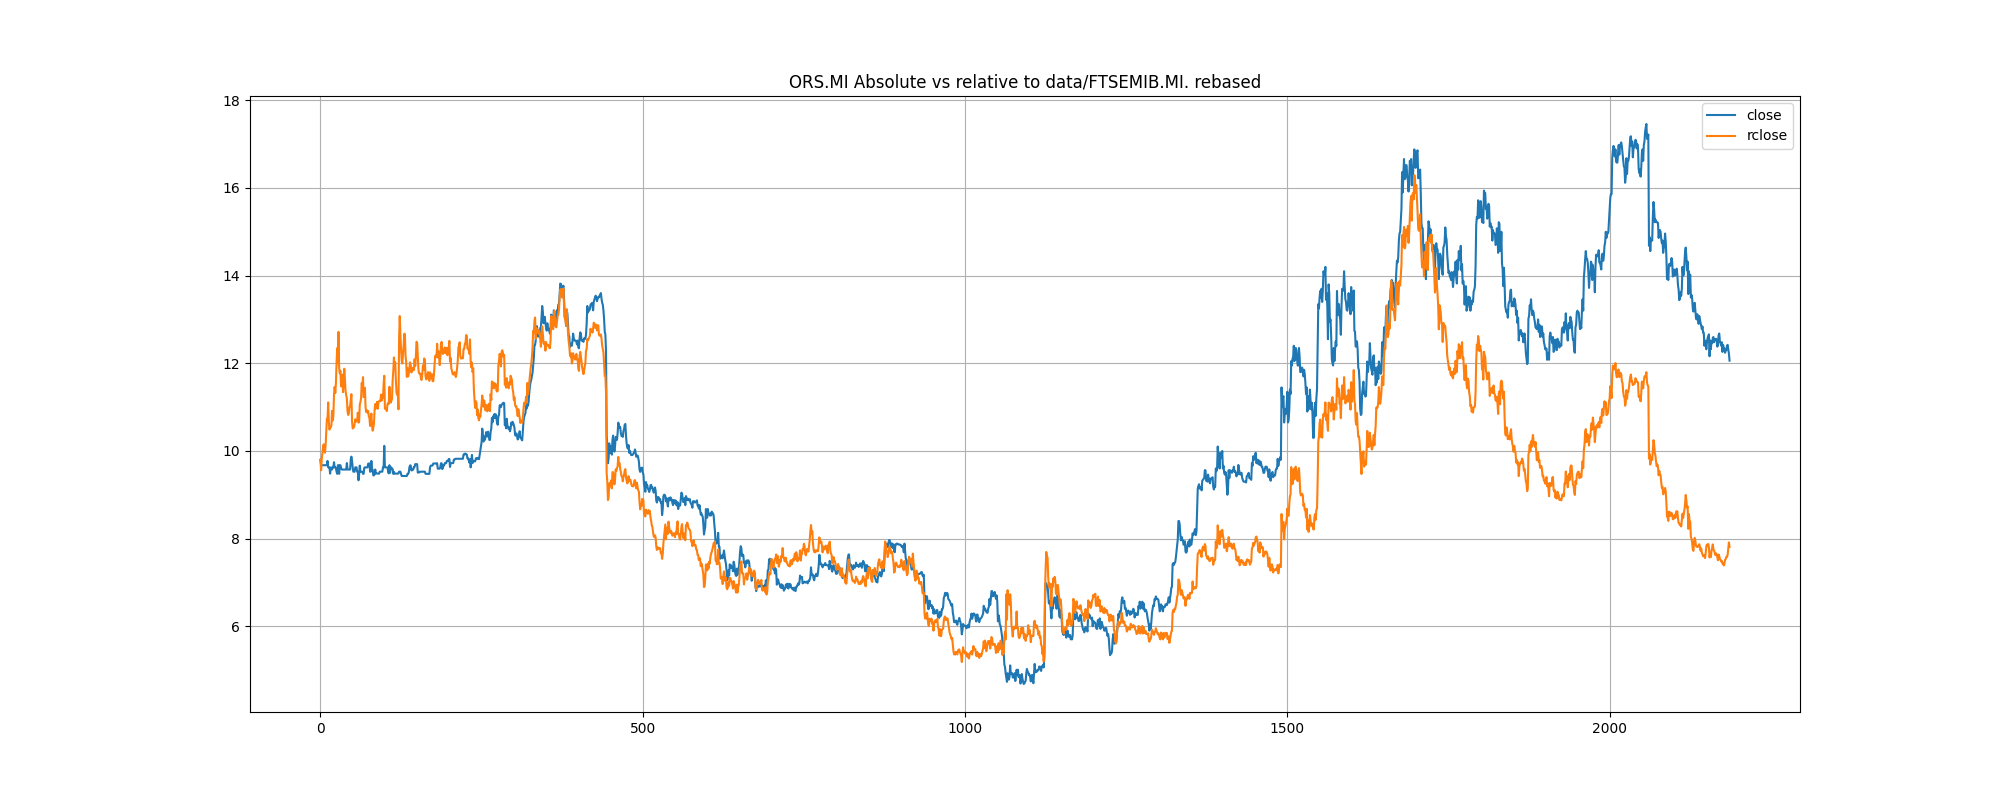 ORS.MI Absolute vs relative to data/FTSEMIB.MI. rebased
18
16
14
12
10
8
6
close
rclose
0 500 1000 1500 2000